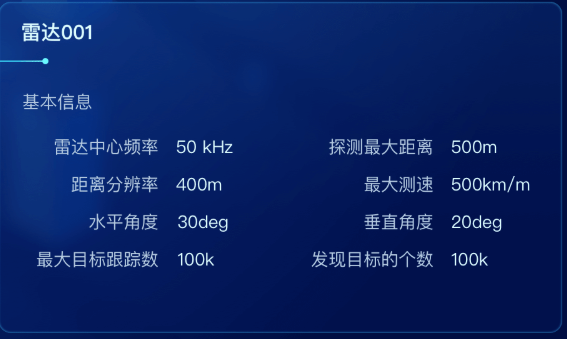 雷达001
基本信息
雷达中心频率 50 kHz 探测最大距离 500m
距离分辨率 400m 最大测速 500km/m
水平角度 30deg 垂直角度 20deg
最大目标跟踪数 100k 发现目标的个数 100k